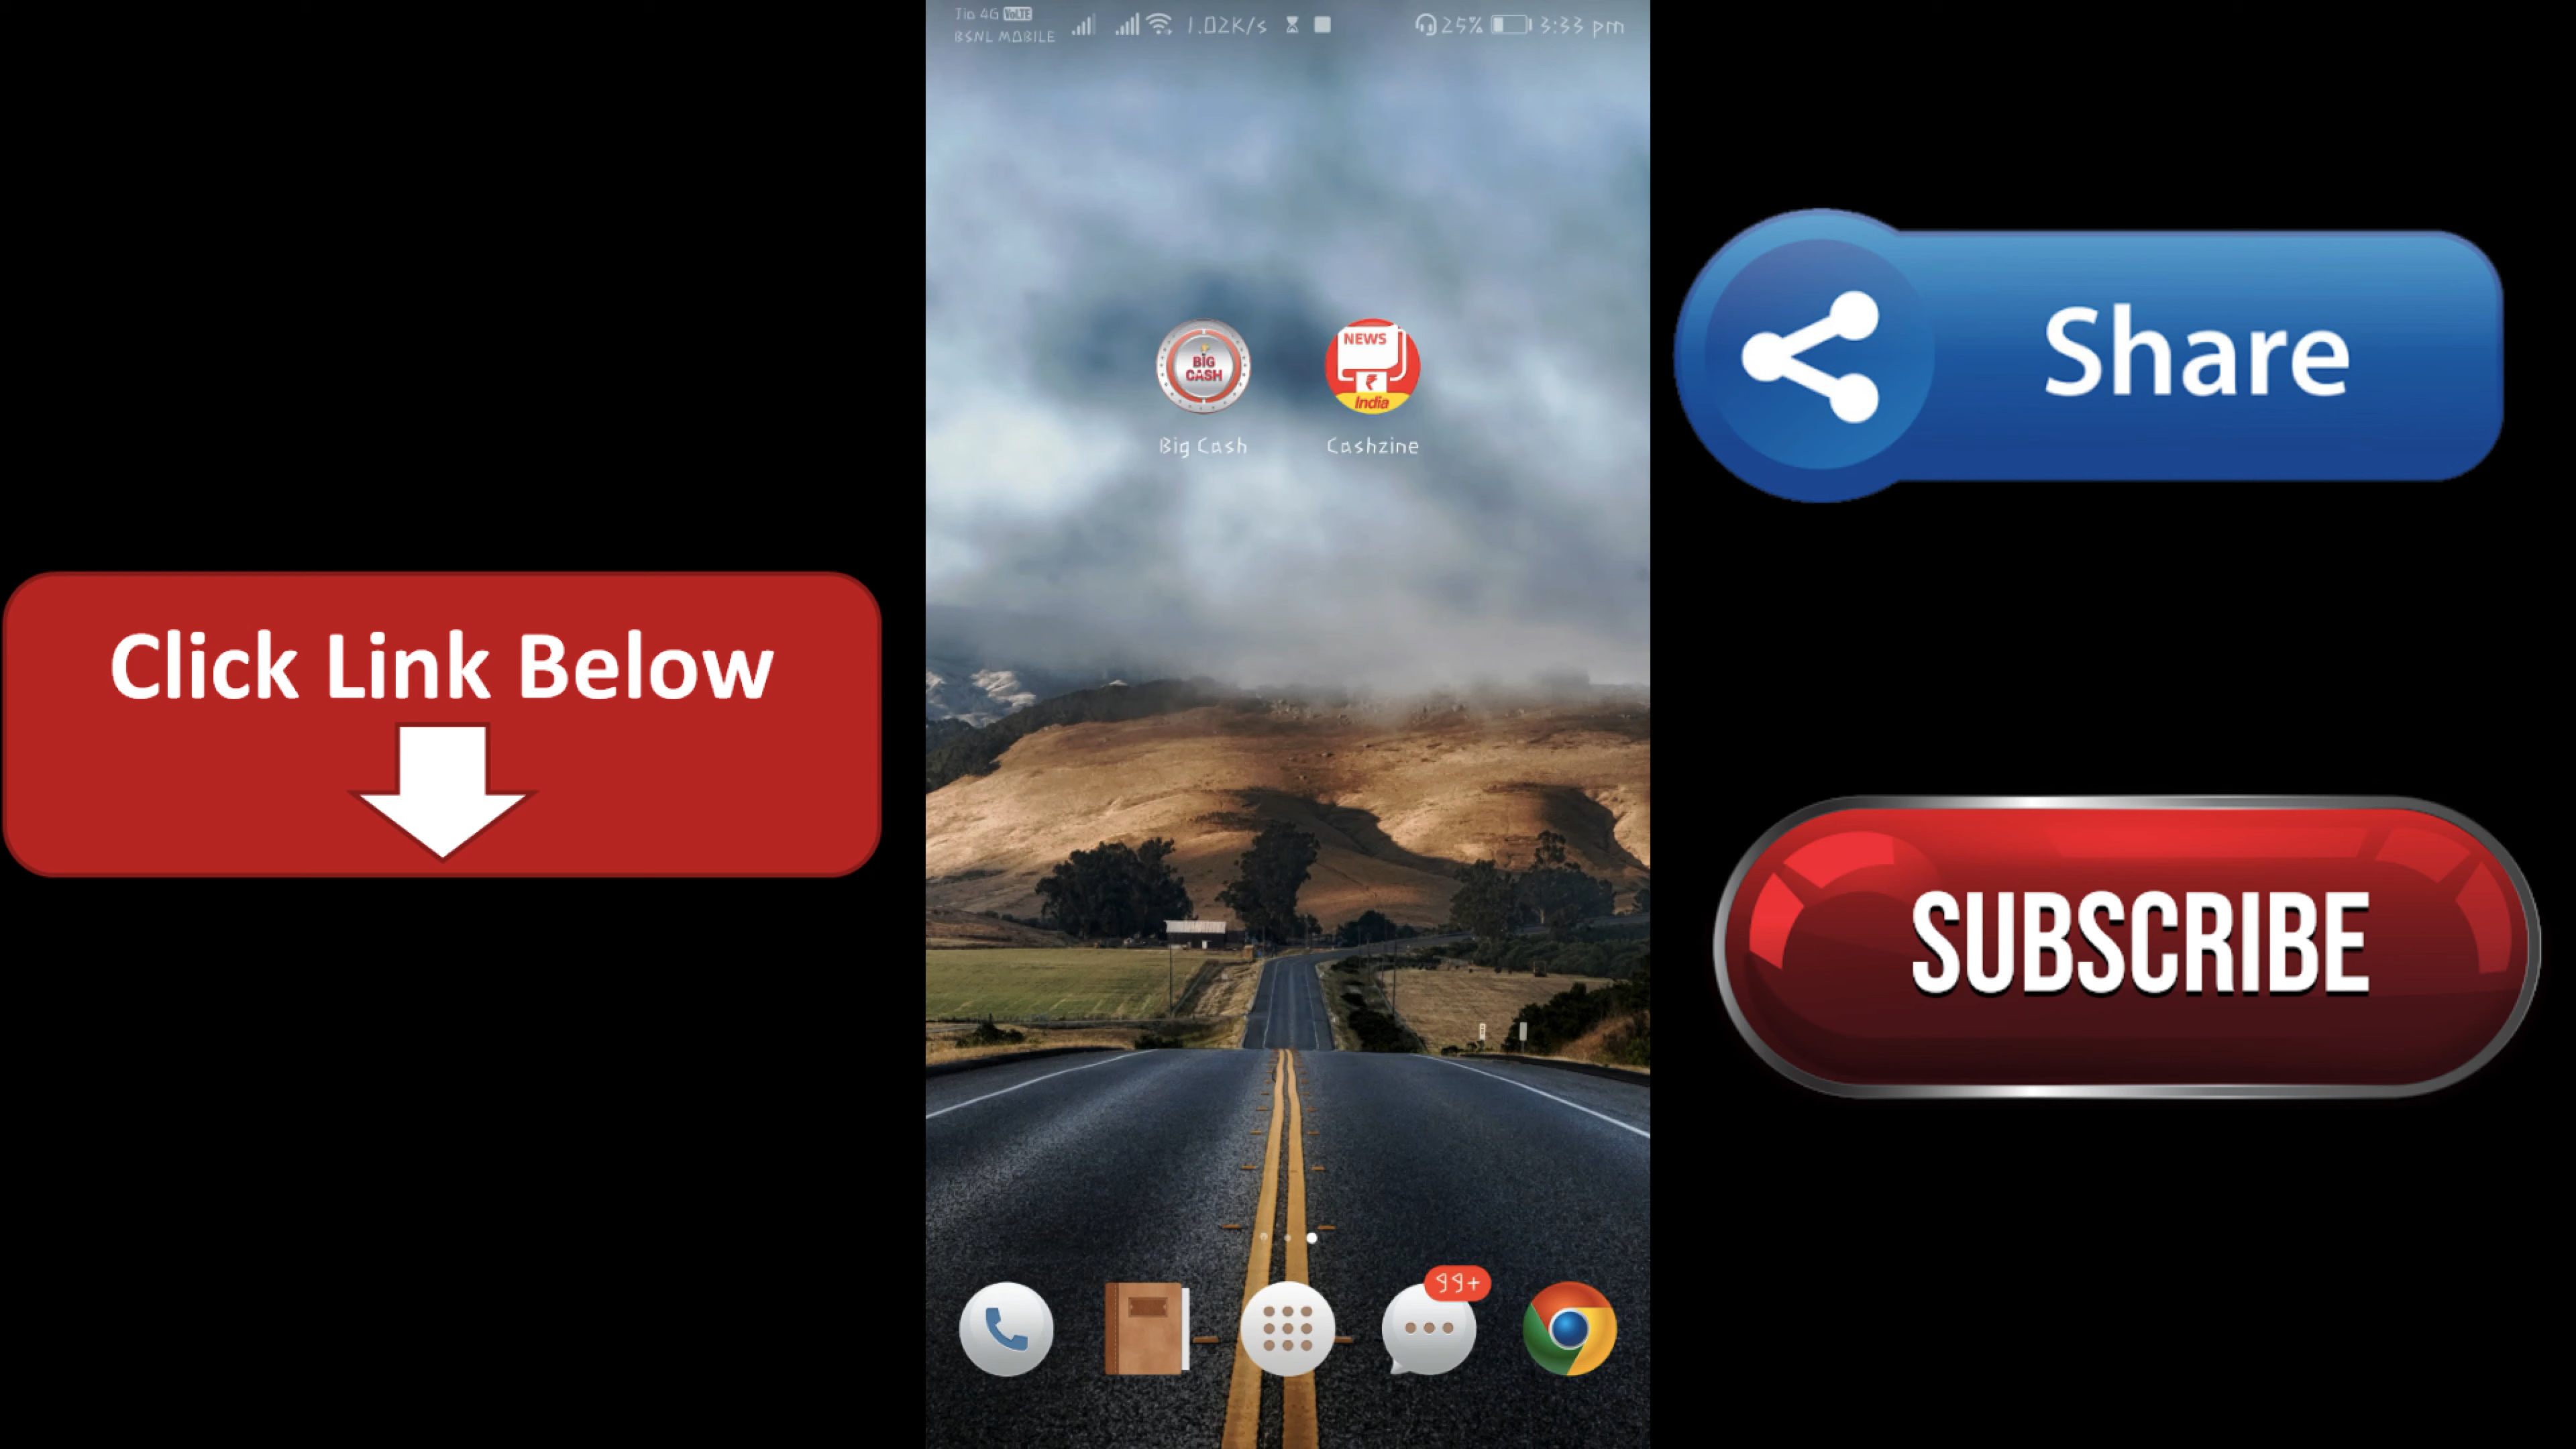 Jio 4G VoLTE
BSNL MOBILE
1.02K/s
25%
3:33 pm
BIG
CASH
NEWS
₹
India
Big Cash
Cashzine
Share
Click Link Below
SUBSCRIBE
99+